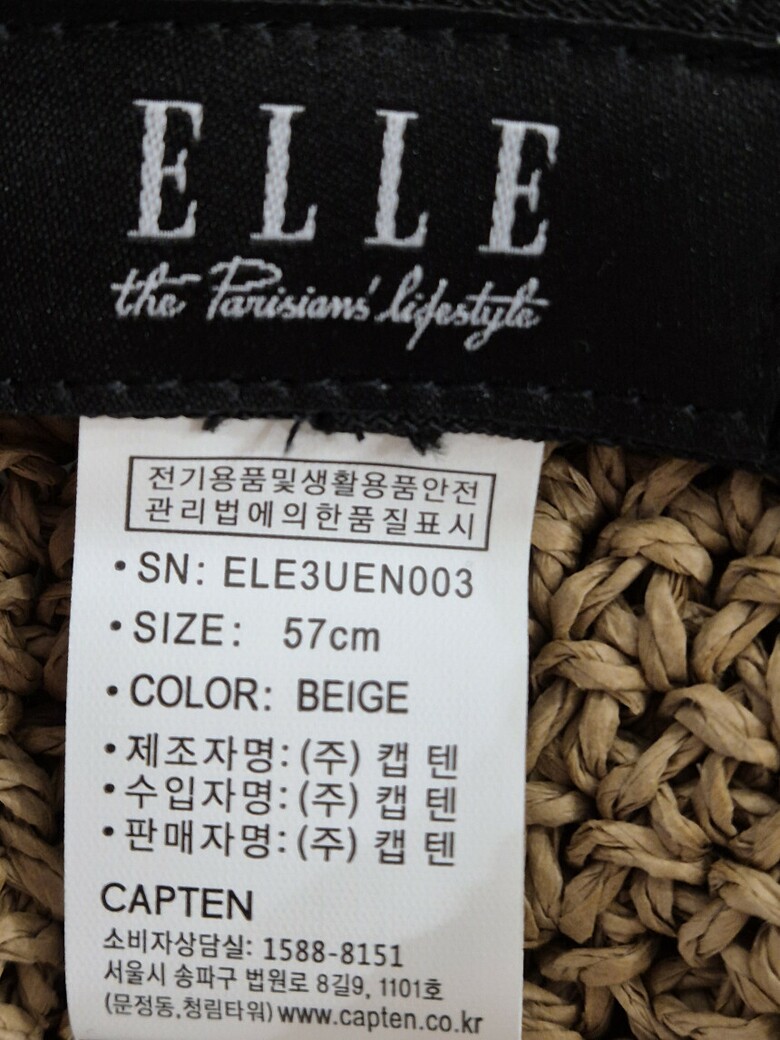 ELLE
the Parisians' lifestyle
전기용품및생활용품안전
관리법에의한품질표시
• SN: ELE3UEN003
• SIZE: 57cm
• COLOR: BEIGE
• 제조자명: (주) 캡 텐
• 수입자명: (주) 캡 텐
• 판매자명: (주) 캡 텐
CAPTEN
소비자상담실: 1588-8151
서울시 송파구 법원로 8길9, 1101호
(문정동,청림타워) www.capten.co.kr